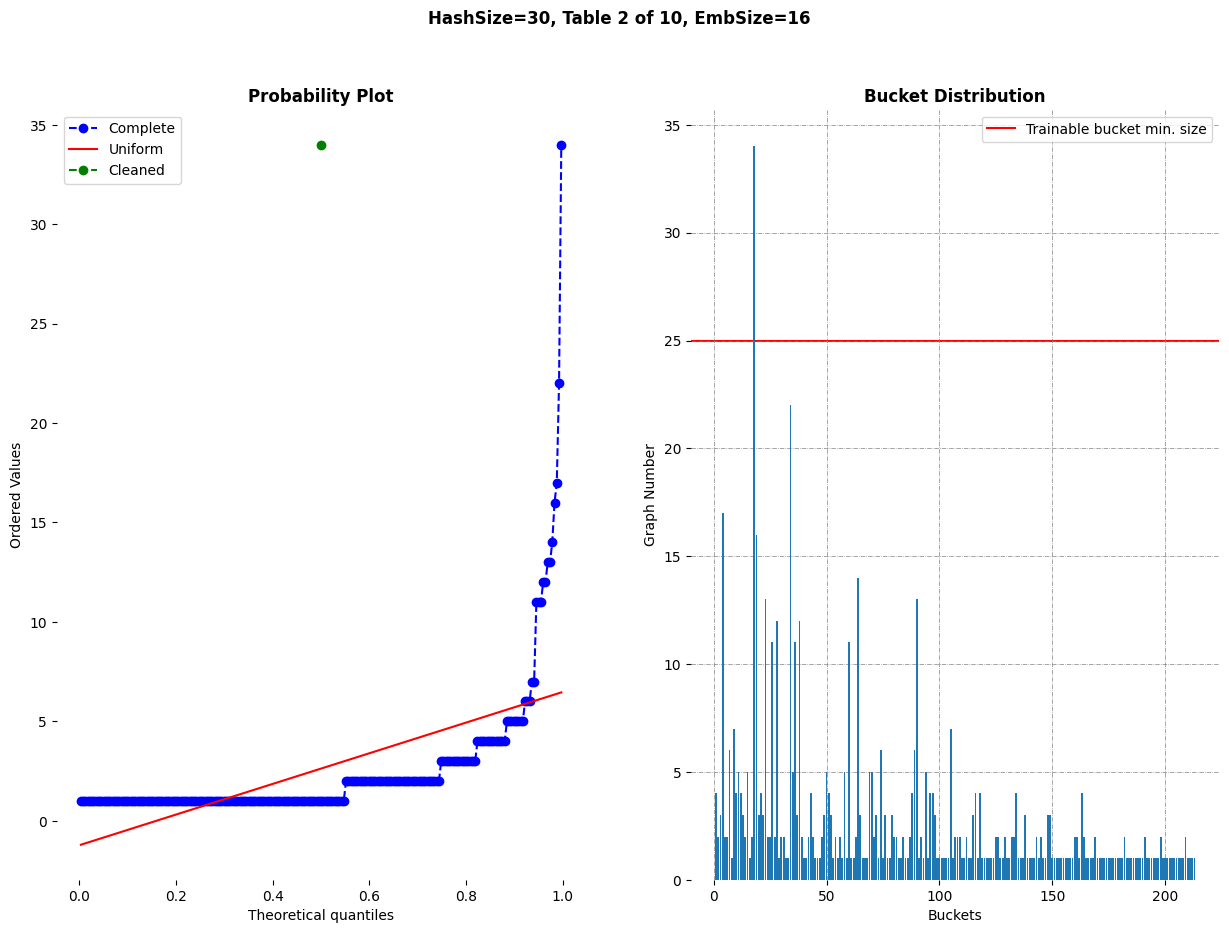 HashSize=30, Table 2 of 10, EmbSize=16
Probability Plot
Complete
Uniform
Cleaned
35
30
25
20
15
10
5
0
Ordered Values
0.0 0.2 0.4 0.6 0.8 1.0
Theoretical quantiles
Bucket Distribution
Trainable bucket min. size
35
30
25
20
15
10
5
0
Graph Number
0 50 100 150 200
Buckets